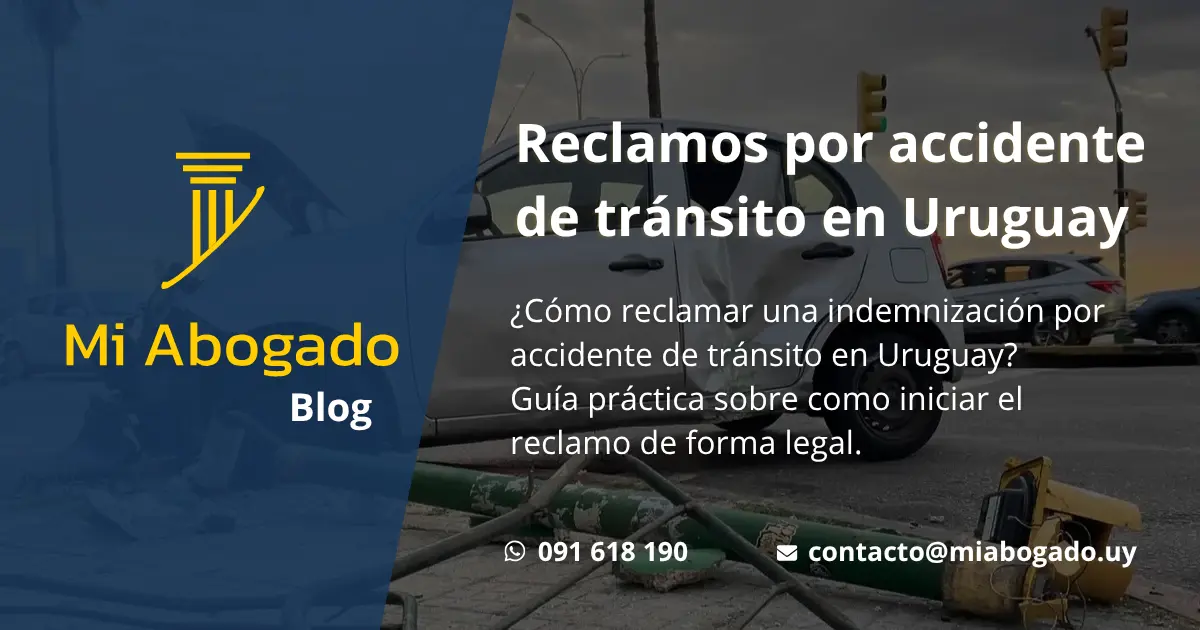 Mi Abogado
Blog
Reclamos por accidente
de tránsito en Uruguay
¿Cómo reclamar una indemnización por
accidente de tránsito en Uruguay?
Guía práctica sobre como iniciar el
reclamo de forma legal.
091 618 190
contacto@miabogado.uy